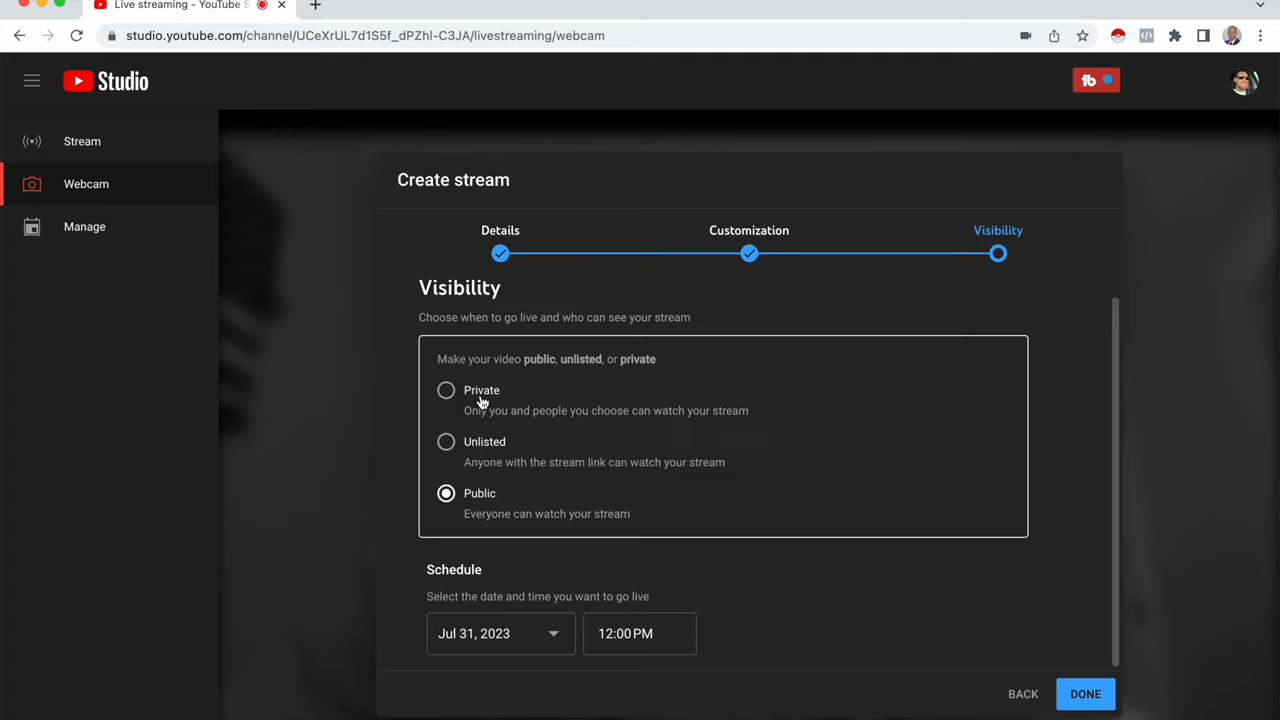 Live streaming - YouTube S
studio.youtube.com/channel/UCeXrUL7d1S5f_dPZhl-C3JA/livestreaming/webcam
Studio
tb
Stream
Webcam
Manage
Create stream
Details
Customization
Visibility
Visibility
Choose when to go live and who can see your stream
Make your video public, unlisted, or private
Private
Only you and people you choose can watch your stream
Unlisted
Anyone with the stream link can watch your stream
Public
Everyone can watch your stream
Schedule
Select the date and time you want to go live
Jul 31, 2023
12:00 PM
BACK
DONE